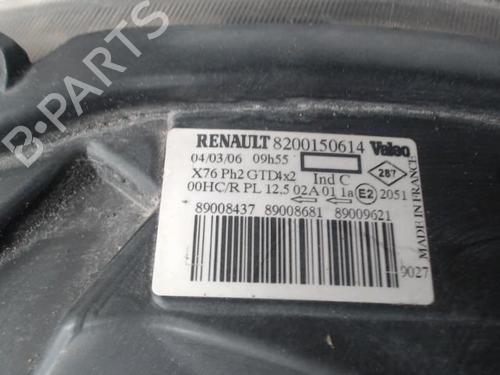 RENAULT 8200150614 Valeo
04/03/06 09h55
X76 Ph2 GTD4x2 Ind C
287
00HC/R PL 12.5 02A 01 1a E2 2051
89008437 89008681 89009621
MADE IN FRANCE
9027
B-PARTS